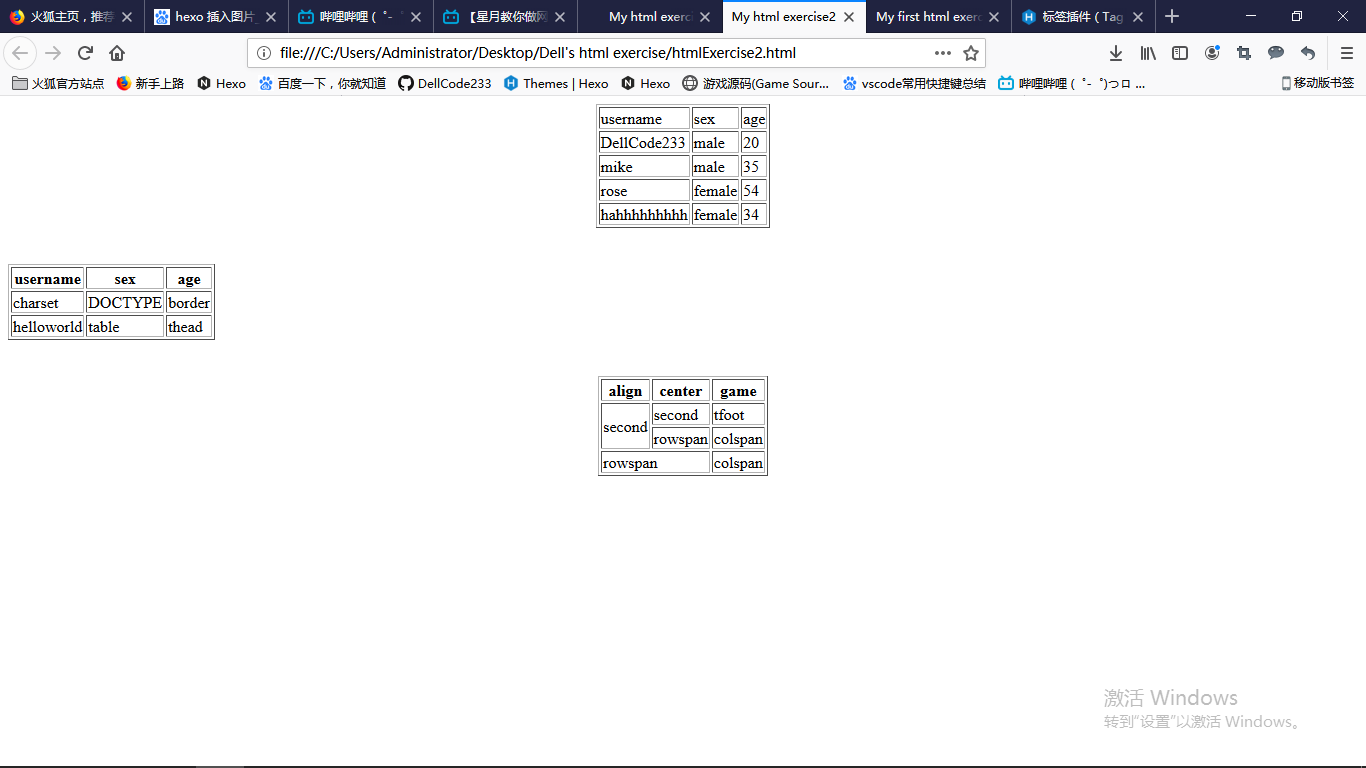 火狐主页，推荐
hexo 插入图片_
哔哩哔哩 ( ゜- ゜
【星月教你做网
My html exerci
My html exercise2
My first html exerc
标签插件（Tag
file:///C:/Users/Administrator/Desktop/Dell's html exercise/htmlExercise2.html
火狐官方站点 新手上路 Hexo 百度一下，你就知道 DellCode233 Themes | Hexo Hexo 游戏源码(Game Sour... vscode常用快捷键总结 哔哩哔哩 ( ゜- ゜)つロ ... 移动版书签
username sex age
DellCode233 male 20
mike male 35
rose female 54
hahhhhhhhhh female 34
username sex age
charset DOCTYPE border
helloworld table thead
align center game
second second tfoot
rowspan colspan
rowspan colspan
激活 Windows
转到"设置"以激活 Windows。